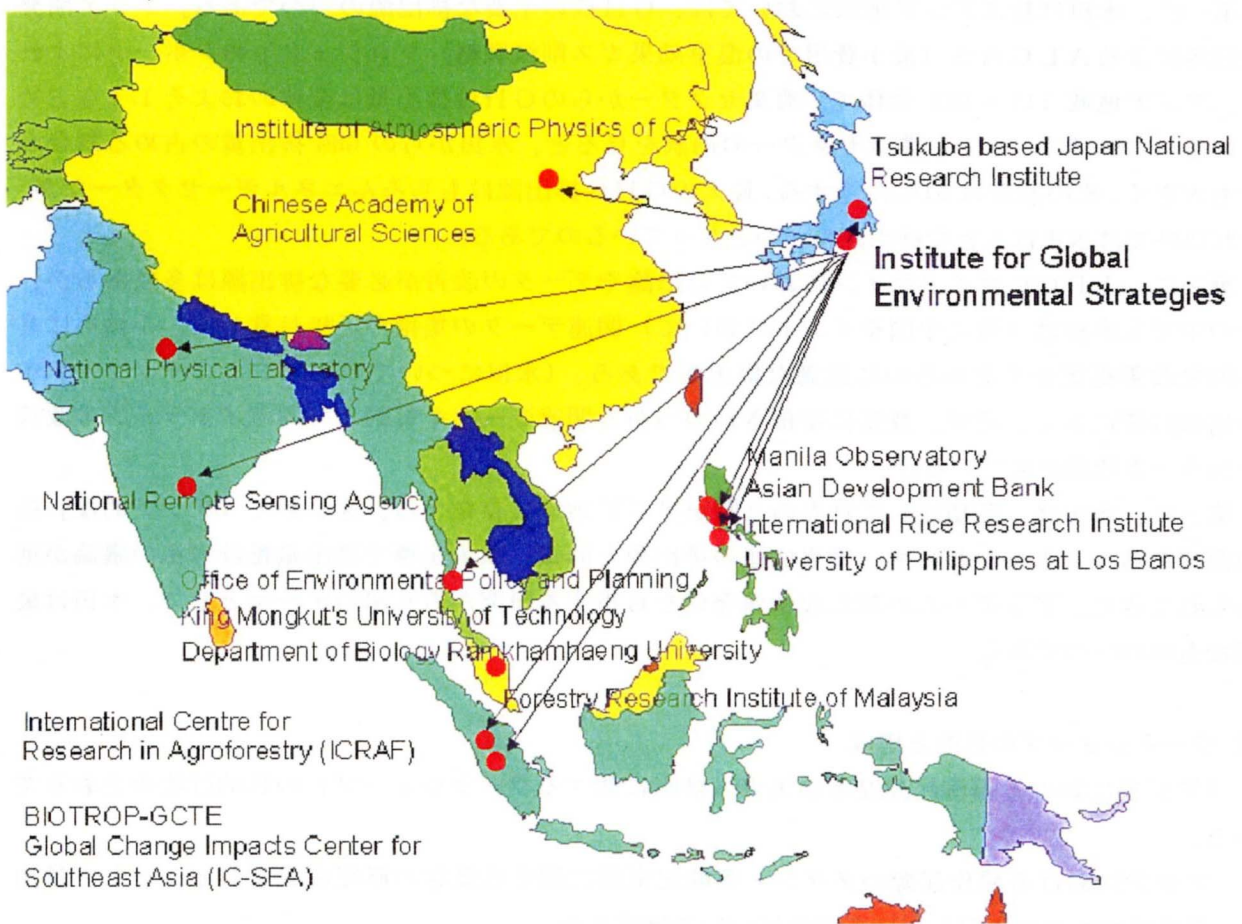 Institute of Atmospheric Physics of CAS
Chinese Academy of
Agricultural Sciences
Tsukuba based Japan National
Research Institute
Institute for Global
Environmental Strategies
National Physical Laboratory
National Remote Sensing Agency
Manila Observatory
Asian Development Bank
International Rice Research Institute
University of Philippines at Los Banos
Office of Environmental Policy and Planning
King Mongkut's University of Technology
Department of Biology Ramkhamhaeng University
Forestry Research Institute of Malaysia
International Centre for
Research in Agroforestry (ICRAF)
BIOTROP-GCTE
Global Change Impacts Center for
Southeast Asia (IC-SEA)